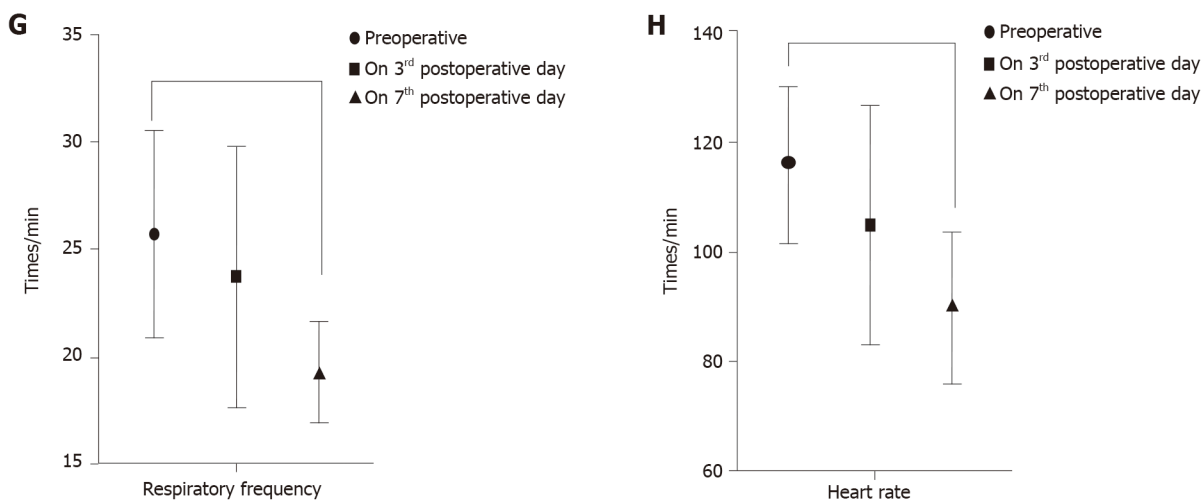 G
35
30
25
20
15
Times/min
Respiratory frequency
Preoperative
On 3rd postoperative day
On 7th postoperative day
H
140
120
100
80
60
Times/min
Heart rate
Preoperative
On 3rd postoperative day
On 7th postoperative day